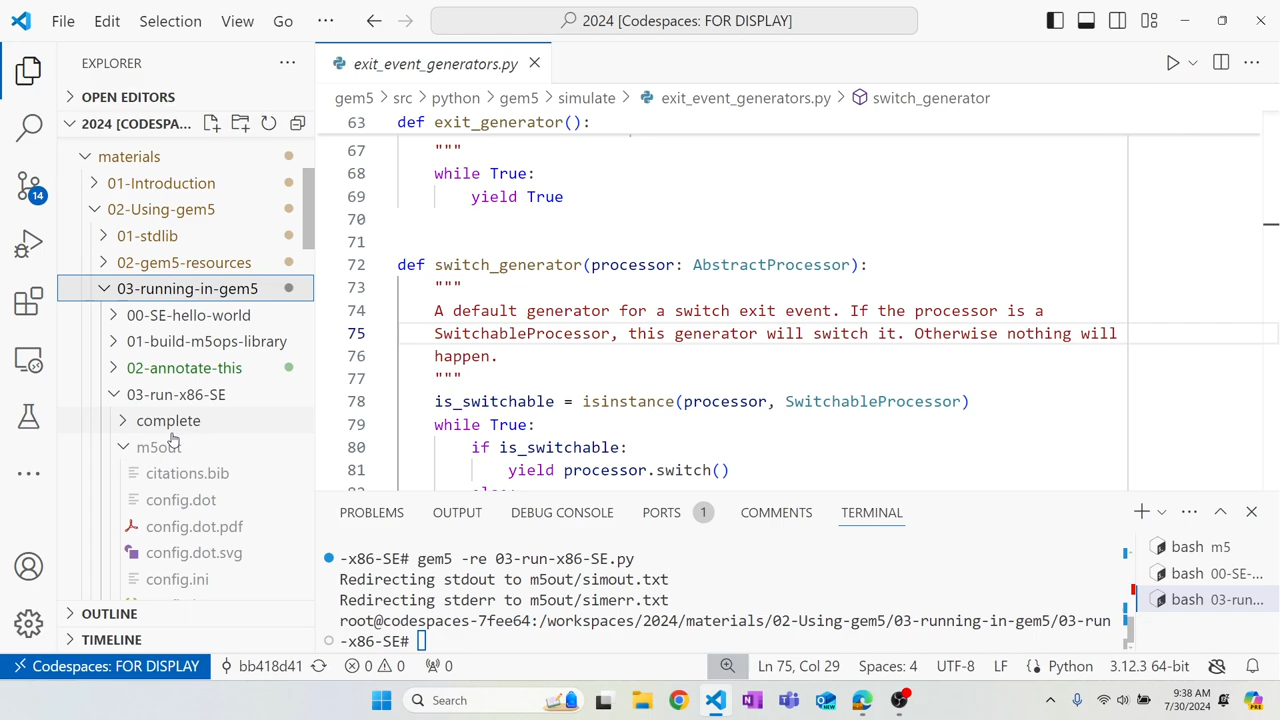 File Edit Selection View Go ··· 2024 [Codespaces: FOR DISPLAY]
EXPLORER
OPEN EDITORS
2024 [CODESPA...
materials
01-Introduction
02-Using-gem5
01-stdlib
02-gem5-resources
03-running-in-gem5
00-SE-hello-world
01-build-m5ops-library
02-annotate-this
03-run-x86-SE
complete
m5out
citations.bib
config.dot
config.dot.pdf
config.dot.svg
config.ini
OUTLINE
TIMELINE
14
exit_event_generators.py
gem5 > src > python > gem5 > simulate > exit_event_generators.py > switch_generator
63 def exit_generator():
67 """
68 while True:
69 yield True
70
71
72 def switch_generator(processor: AbstractProcessor):
73 """
74 A default generator for a switch exit event. If the processor is a
75 SwitchableProcessor, this generator will switch it. Otherwise nothing will
76 happen.
77 """
78 is_switchable = isinstance(processor, SwitchableProcessor)
79 while True:
80 if is_switchable:
81 yield processor.switch()
PROBLEMS OUTPUT DEBUG CONSOLE PORTS 1 COMMENTS TERMINAL
-x86-SE# gem5 -re 03-run-x86-SE.py
Redirecting stdout to m5out/simout.txt
Redirecting stderr to m5out/simerr.txt
root@codespaces-7fee64:/workspaces/2024/materials/02-Using-gem5/03-running-in-gem5/03-run
-x86-SE#
bash m5
bash 00-SE-...
bash 03-run...
Codespaces: FOR DISPLAY bb418d41 0 0 0 Ln 75, Col 29 Spaces: 4 UTF-8 LF Python 3.12.3 64-bit
Search
9:38 AM
7/30/2024